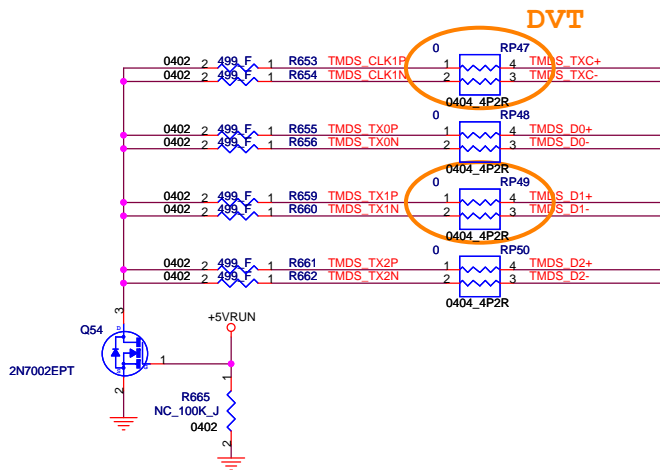 DVT
0 RP47
0402 2 499_F 1 R653 TMDS_CLK1P 1 4 TMDS_TXC+
0402 2 499_F 1 R654 TMDS_CLK1N 2 3 TMDS_TXC-
0404_4P2R
0 RP48
0402 2 499_F 1 R655 TMDS_TX0P 1 4 TMDS_D0+
0402 2 499_F 1 R656 TMDS_TX0N 2 3 TMDS_D0-
0404_4P2R
0 RP49
0402 2 499_F 1 R659 TMDS_TX1P 1 4 TMDS_D1+
0402 2 499_F 1 R660 TMDS_TX1N 2 3 TMDS_D1-
0404_4P2R
0 RP50
0402 2 499_F 1 R661 TMDS_TX2P 1 4 TMDS_D2+
0402 2 499_F 1 R662 TMDS_TX2N 2 3 TMDS_D2-
0404_4P2R
3
+5VRUN
Q54
1
2N7002EPT
2
1
R665
NC_100K_J
0402
2